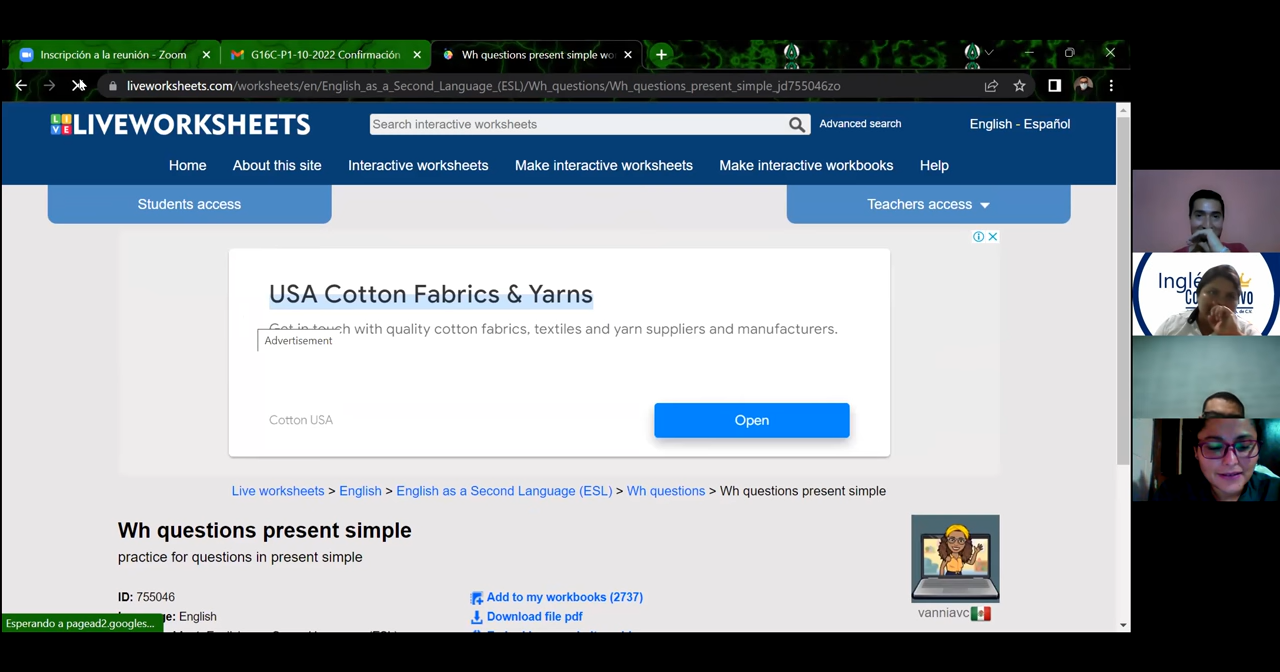 Inscripción a la reunión - Zoom
G16C-P1-10-2022 Confirmación
Wh questions present simple wo
liveworksheets.com/worksheets/en/English_as_a_Second_Language_(ESL)/Wh_questions/Wh_questions_present_simple_jd755046zo
LIVEWORKSHEETS
Search interactive worksheets
Advanced search
English - Español
Home
About this site
Interactive worksheets
Make interactive worksheets
Make interactive workbooks
Help
Students access
Teachers access
USA Cotton Fabrics & Yarns
Get in touch with quality cotton fabrics, textiles and yarn suppliers and manufacturers.
Advertisement
Cotton USA
Open
Live worksheets > English > English as a Second Language (ESL) > Wh questions > Wh questions present simple
Wh questions present simple
practice for questions in present simple
ID: 755046
Add to my workbooks (2737)
English
Download file pdf
vanniavc
Esperando a pagead2.googles...